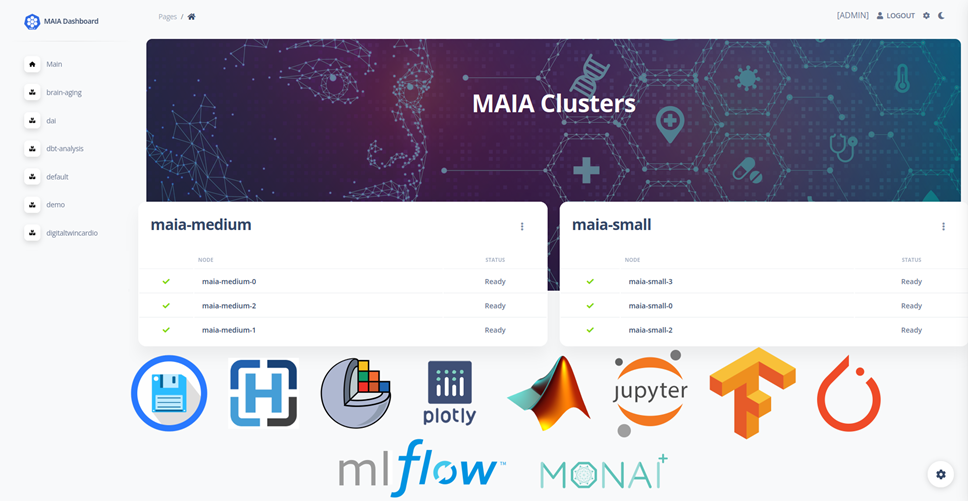 MAIA Dashboard
Pages / 
[ADMIN] LOGOUT
Main
brain-aging
dai
dbt-analysis
default
demo
digitaltwincardio
MAIA Clusters
maia-medium
NODE STATUS
maia-medium-0 Ready
maia-medium-2 Ready
maia-medium-1 Ready
maia-small
NODE STATUS
maia-small-3 Ready
maia-small-0 Ready
maia-small-2 Ready
H
plotly
jupyter
mlflow™
MONAI+